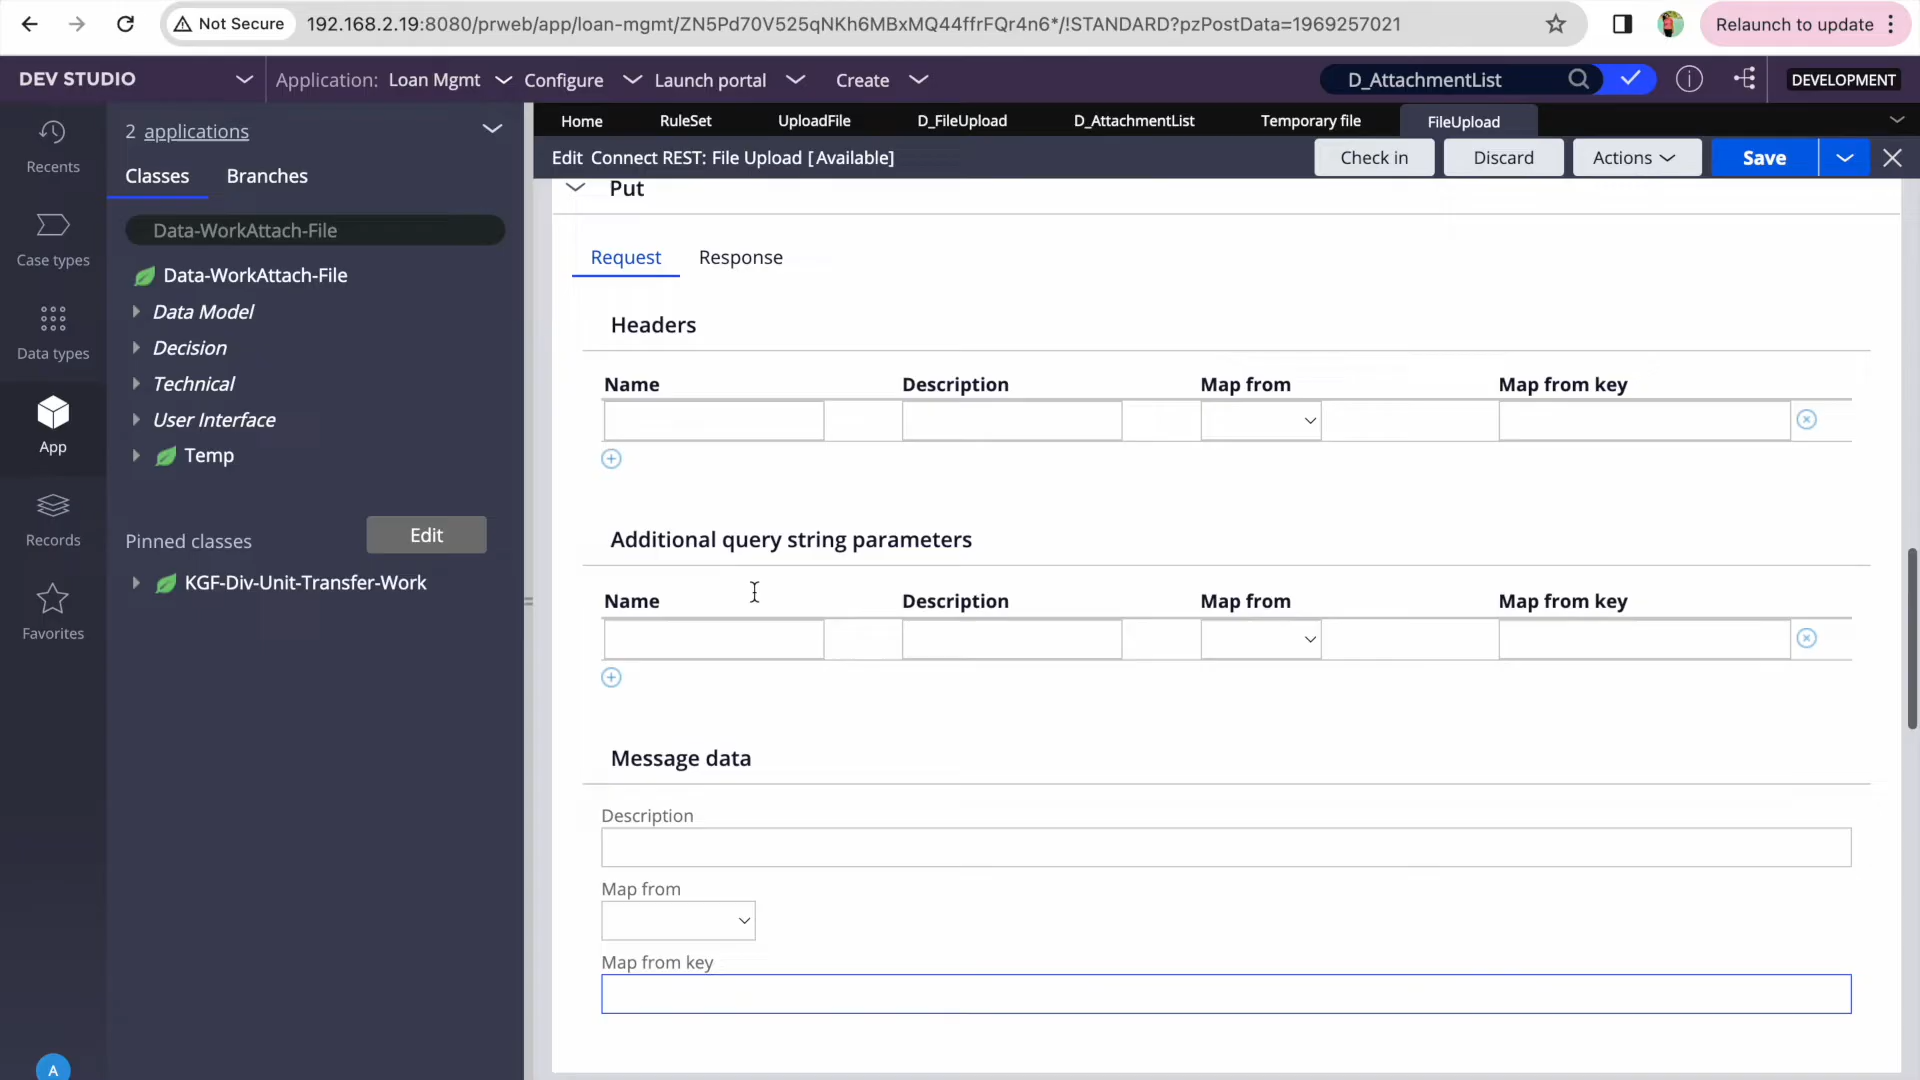 Not Secure 192.168.2.19:8080/prweb/app/loan-mgmt/ZN5Pd70V525qNKh6MBxMQ44ffrFQr4n6*/!STANDARD?pzPostData=1969257021 Relaunch to update
DEV STUDIO Application: Loan Mgmt Configure Launch portal Create D_AttachmentList DEVELOPMENT
Recents
Case types
Data types
App
Records
Favorites
A
2 applications
Classes Branches
Data-WorkAttach-File
Data-WorkAttach-File
Data Model
Decision
Technical
User Interface
Temp
Pinned classes Edit
KGF-Div-Unit-Transfer-Work
Home RuleSet UploadFile D_FileUpload D_AttachmentList Temporary file FileUpload
Edit Connect REST: File Upload [Available] Check in Discard Actions Save
Put
Request Response
Headers
Name Description Map from Map from key
Additional query string parameters
Name Description Map from Map from key
Message data
Description
Map from
Map from key